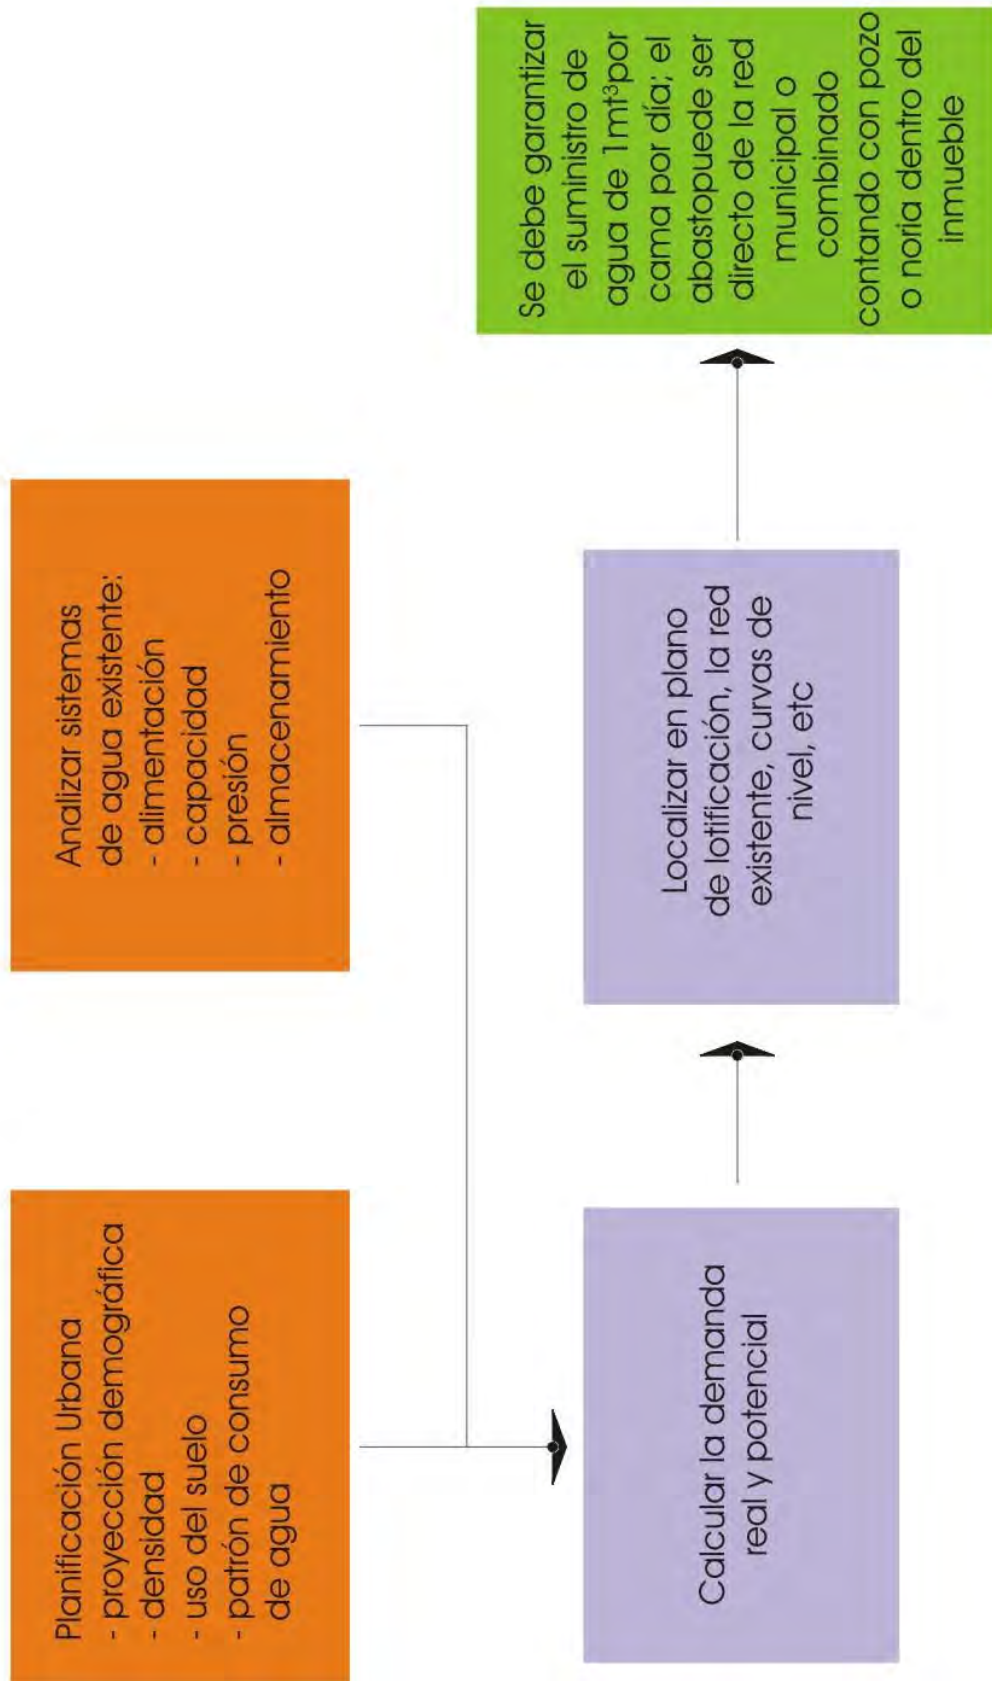 Planificación Urbana
- proyección demográfica
- densidad
- uso del suelo
- patrón de consumo
de agua
Analizar sistemas
de agua existente:
- alimentación
- capacidad
- presión
- almacenamiento
Calcular la demanda
real y potencial
Localizar en plano
de lotificación, la red
existente, curvas de
nivel, etc
Se debe garantizar
el suministro de
agua de 1mt³por
cama por día; el
abastopuede ser
directo de la red
municipal o
combinado
contando con pozo
o noria dentro del
inmueble